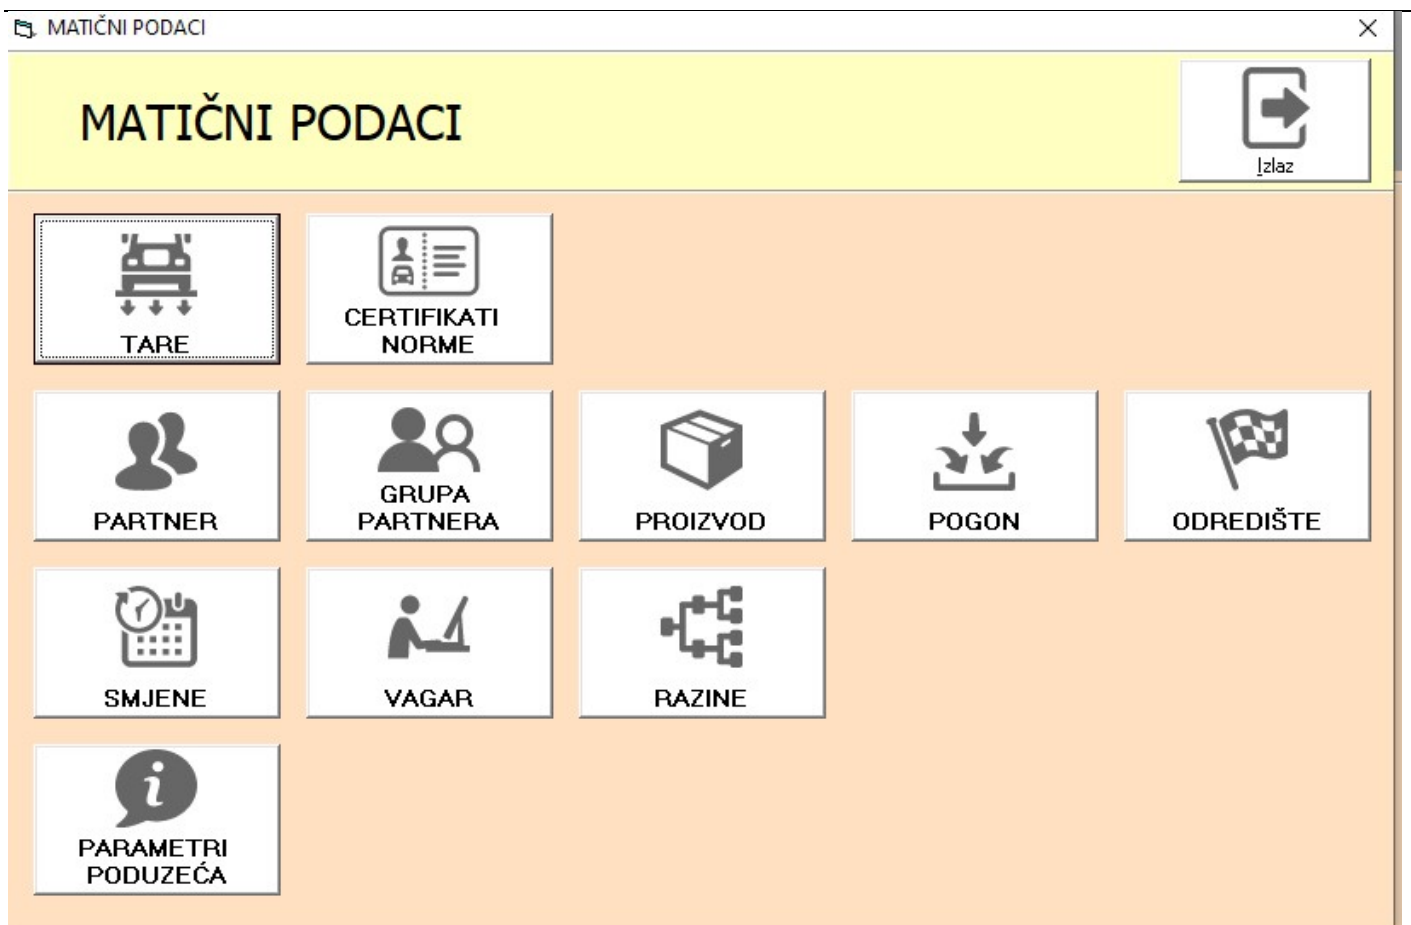 MATIČNI PODACI
MATIČNI PODACI
Izlaz
TARE
CERTIFIKATI
NORME
PARTNER
GRUPA
PARTNERA
PROIZVOD
POGON
ODREDIŠTE
SMJENE
VAGAR
RAZINE
PARAMETRI
PODUZEĆA